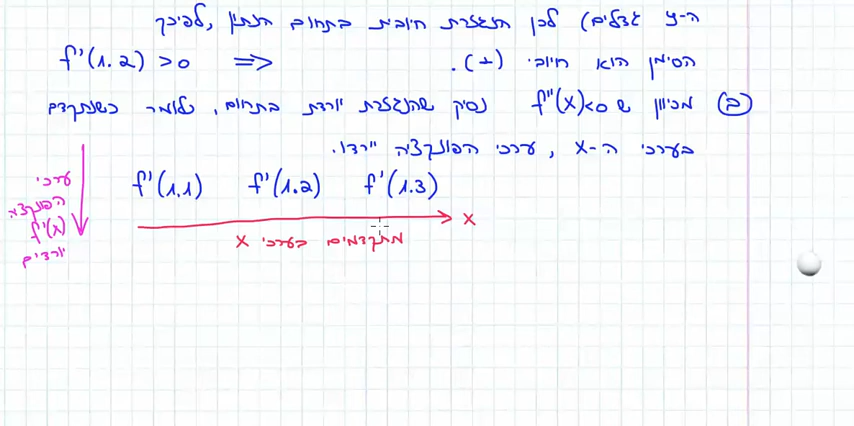 ה-y גדלים) לכן הנגזרת חיובית בתחום הנתון, לפיכך
הסימן הוא חיובי (+). ⟹ f'(1.2) > 0
(ב) מכיוון ש f''(x)<0 נסיק שהנגזרת יורדת בתחום, כלומר כשנתקדם
בערכי ה-x, ערכי הפונקציה ירדו.
f'(1.1) f'(1.2) f'(1.3)
x
מתקדמים בערכי x
ערכי
הפונקציה
f'(x)
יורדים